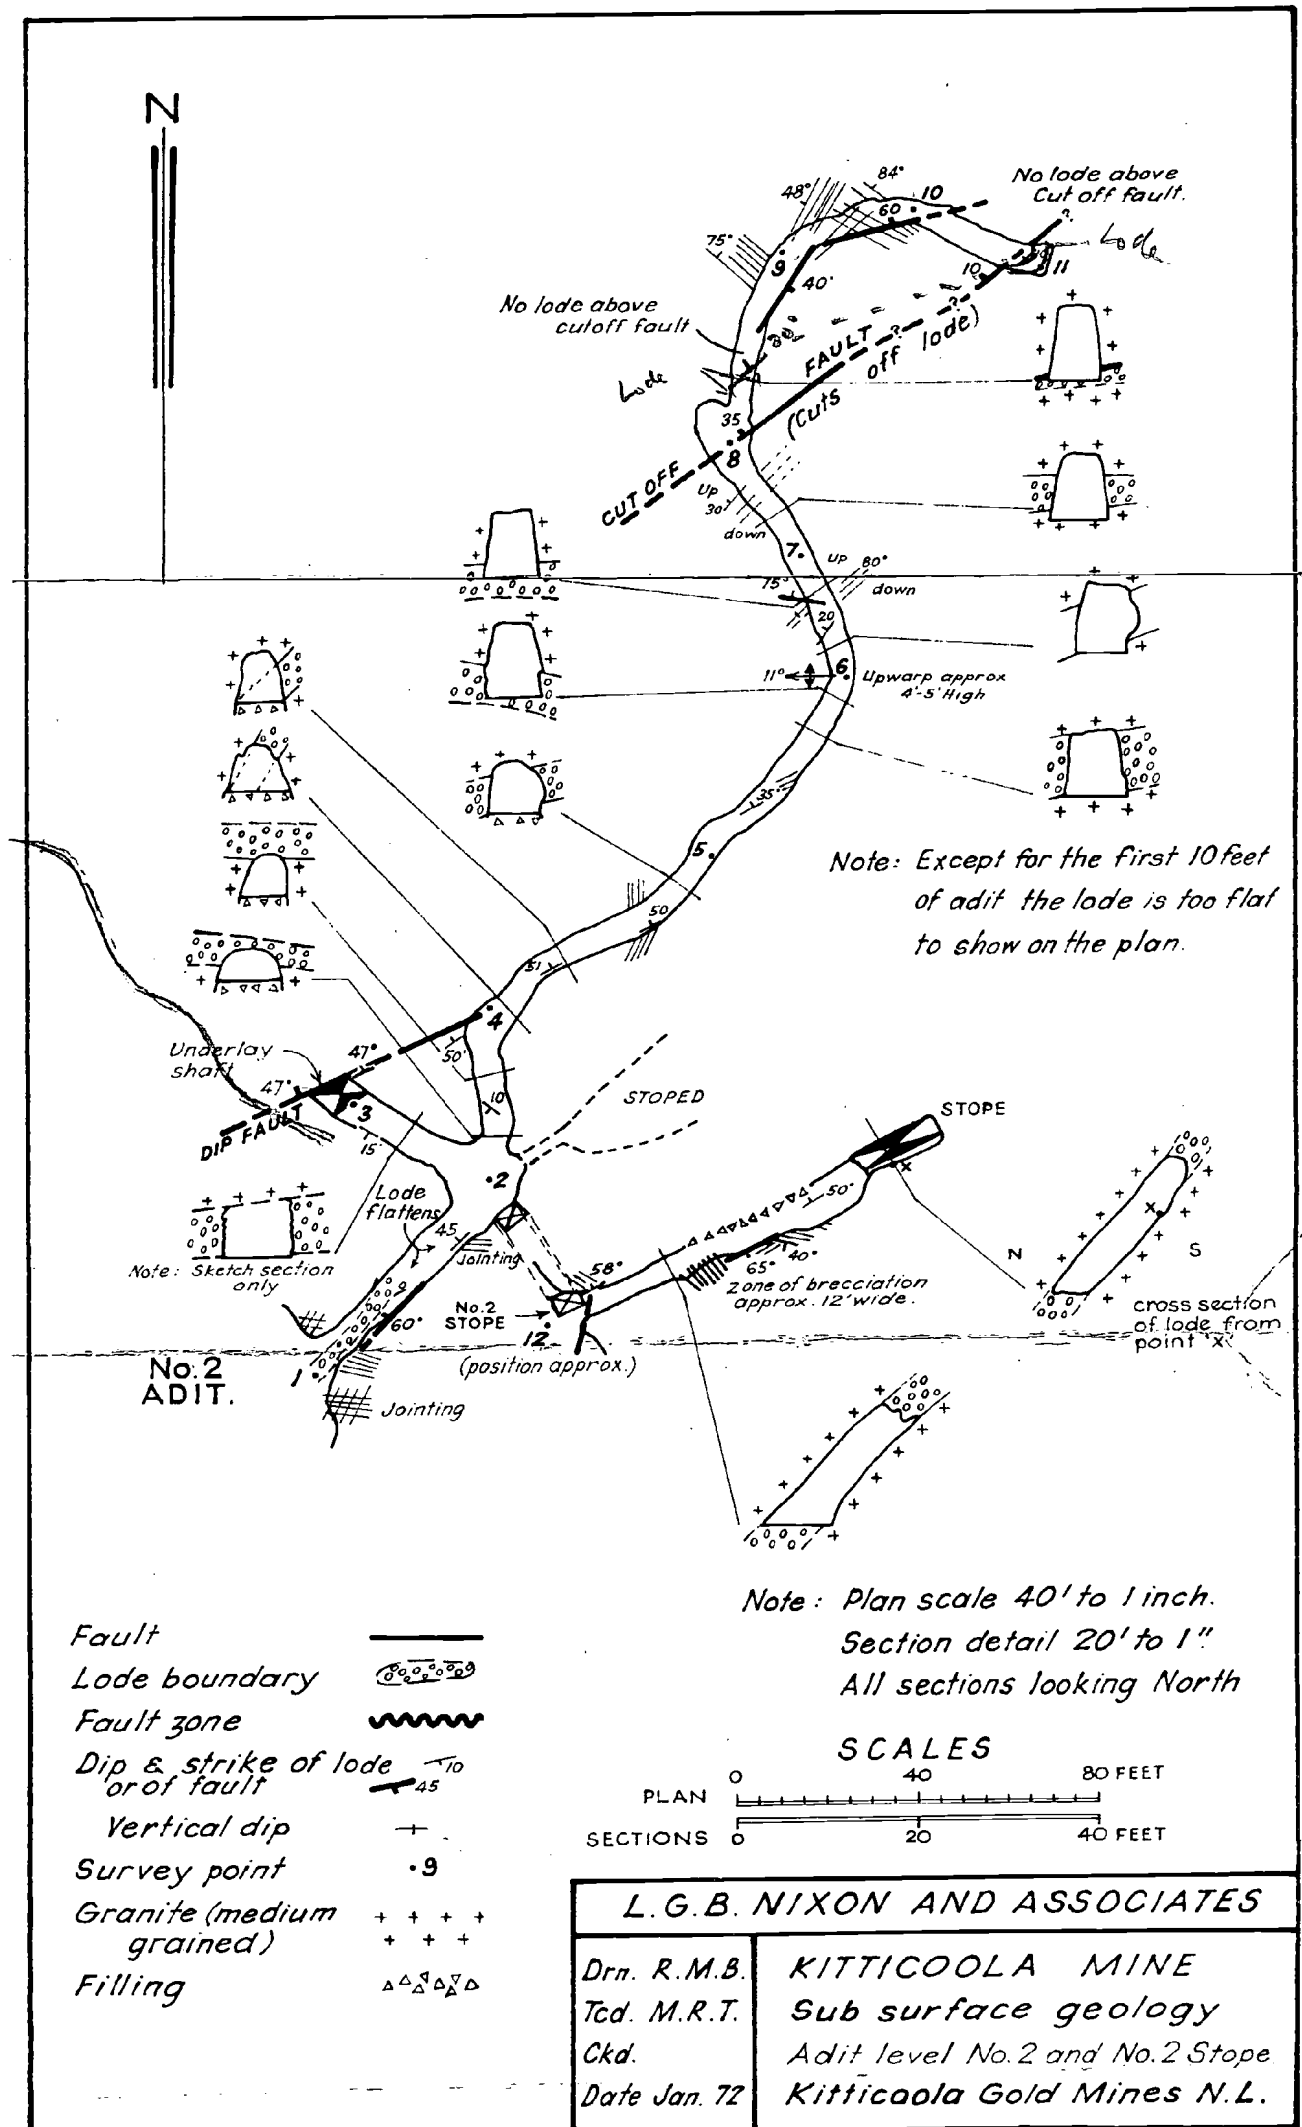 N
No lode above
Cut off fault.
?
Lode
84°
48°
75°
60
10
9
40°
10
11
No lode above
cutoff fault
30°
FAULT
?
?
(Cuts off lode)
Lode
35
8
CUT OFF
Up
30°
down
7
Up
80°
down
75°
20
11°
6
Upwarp approx
4'-5' High
35
5
50
51
4
Note: Except for the first 10 feet
of adit the lode is too flat
to show on the plan.
Underlay
shaft
47°
47°
50°
DIP FAULT
3
15°
10
STOPED
STOPE
2
Lode
flattens
45
Jointing
Note: Sketch section
only
x
50°
58°
65°
40°
Zone of brecciation
approx. 12' wide.
N
X
S
cross section
of lode from
point 'X'
No.2
STOPE
12
(position approx.)
60°
1
No. 2
ADIT.
Jointing
Note: Plan scale 40' to 1 inch.
Section detail 20' to 1"
All sections looking North
Fault
Lode boundary
Fault zone
Dip & strike of lode
or of fault
10
45
Vertical dip
Survey point
•9
Granite (medium
grained)
Filling
SCALES
PLAN
0 40 80 FEET
SECTIONS
0 20 40 FEET
L.G.B. NIXON AND ASSOCIATES
Drn. R.M.B.
Tcd. M.R.T.
Ckd.
Date Jan. 72
KITTICOOLA MINE
Sub surface geology
Adit level No. 2 and No. 2 Stope
Kitticoola Gold Mines N.L.